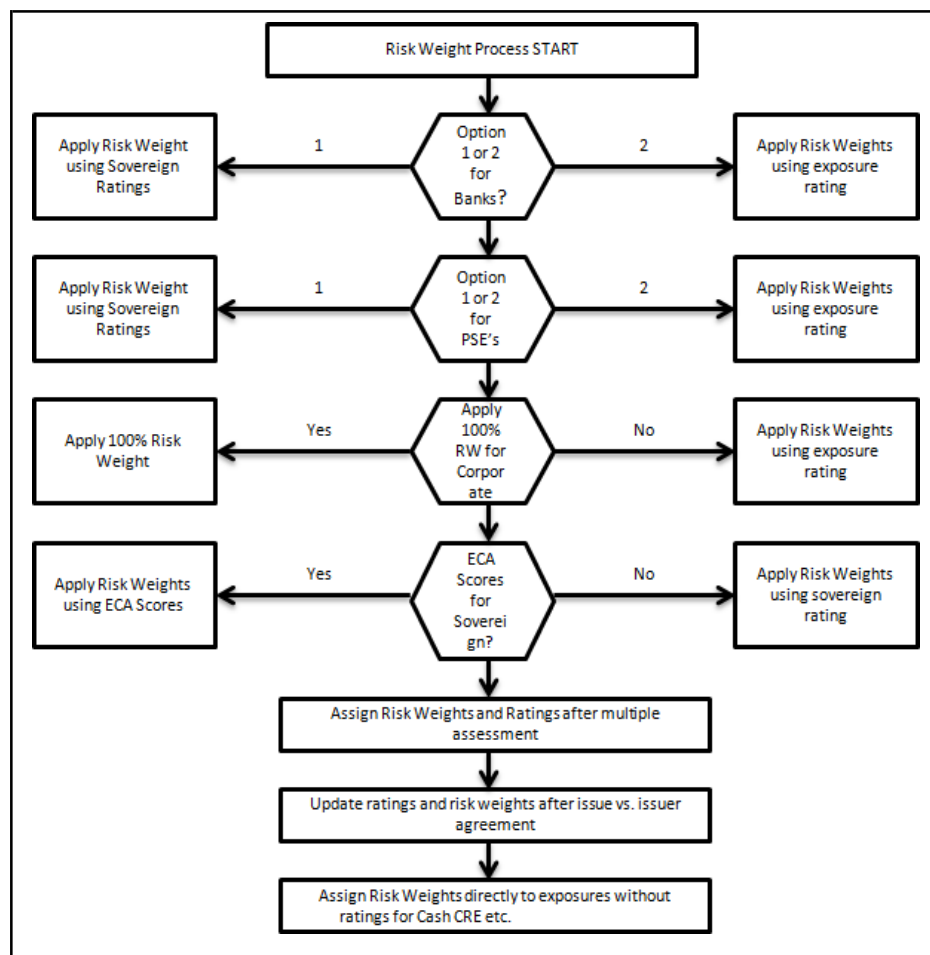 Risk Weight Process START
Apply Risk Weight
using Sovereign
Ratings
1
Option
1 or 2
for
Banks?
2
Apply Risk Weights
using exposure
rating
Apply Risk Weight
using Sovereign
Ratings
1
Option
1 or 2
for
PSE's
2
Apply Risk Weights
using exposure
rating
Apply 100% Risk
Weight
Yes
Apply
100%
RW for
Corpor
ate
No
Apply Risk Weights
using exposure
rating
Apply Risk Weights
using ECA Scores
Yes
ECA
Scores
for
Soverei
gn?
No
Apply Risk Weights
using sovereign
rating
Assign Risk Weights and Ratings after multiple
assessment
Update ratings and risk weights after issue vs. issuer
agreement
Assign Risk Weights directly to exposures without
ratings for Cash CRE etc.